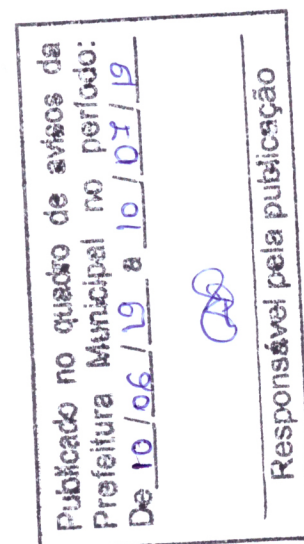 Publicado no quadro de avisos da
Prefeitura Municipal no período:
De 10/06/19 a 10/07/19
Responsável pela publicação